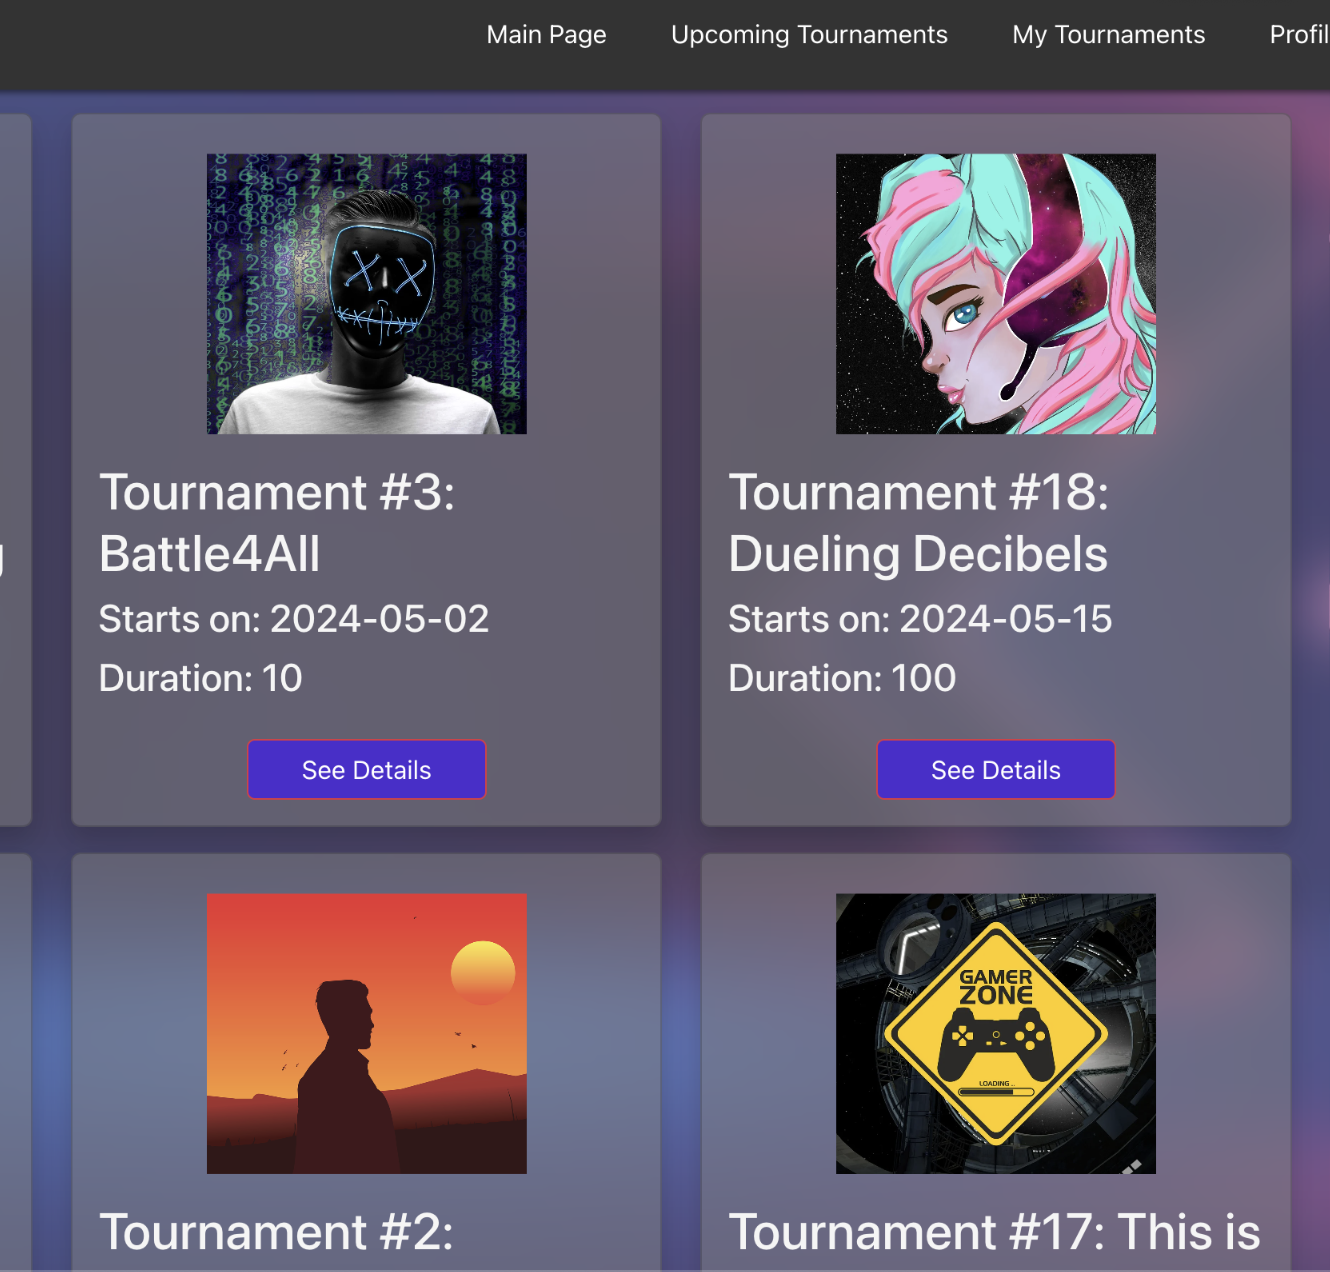 Main Page
Upcoming Tournaments
My Tournaments
Profil
Tournament #3:
Battle4All
Starts on: 2024-05-02
Duration: 10
See Details
Tournament #18:
Dueling Decibels
Starts on: 2024-05-15
Duration: 100
See Details
GAMER
ZONE
LOADING...
Tournament #2:
Tournament #17: This is